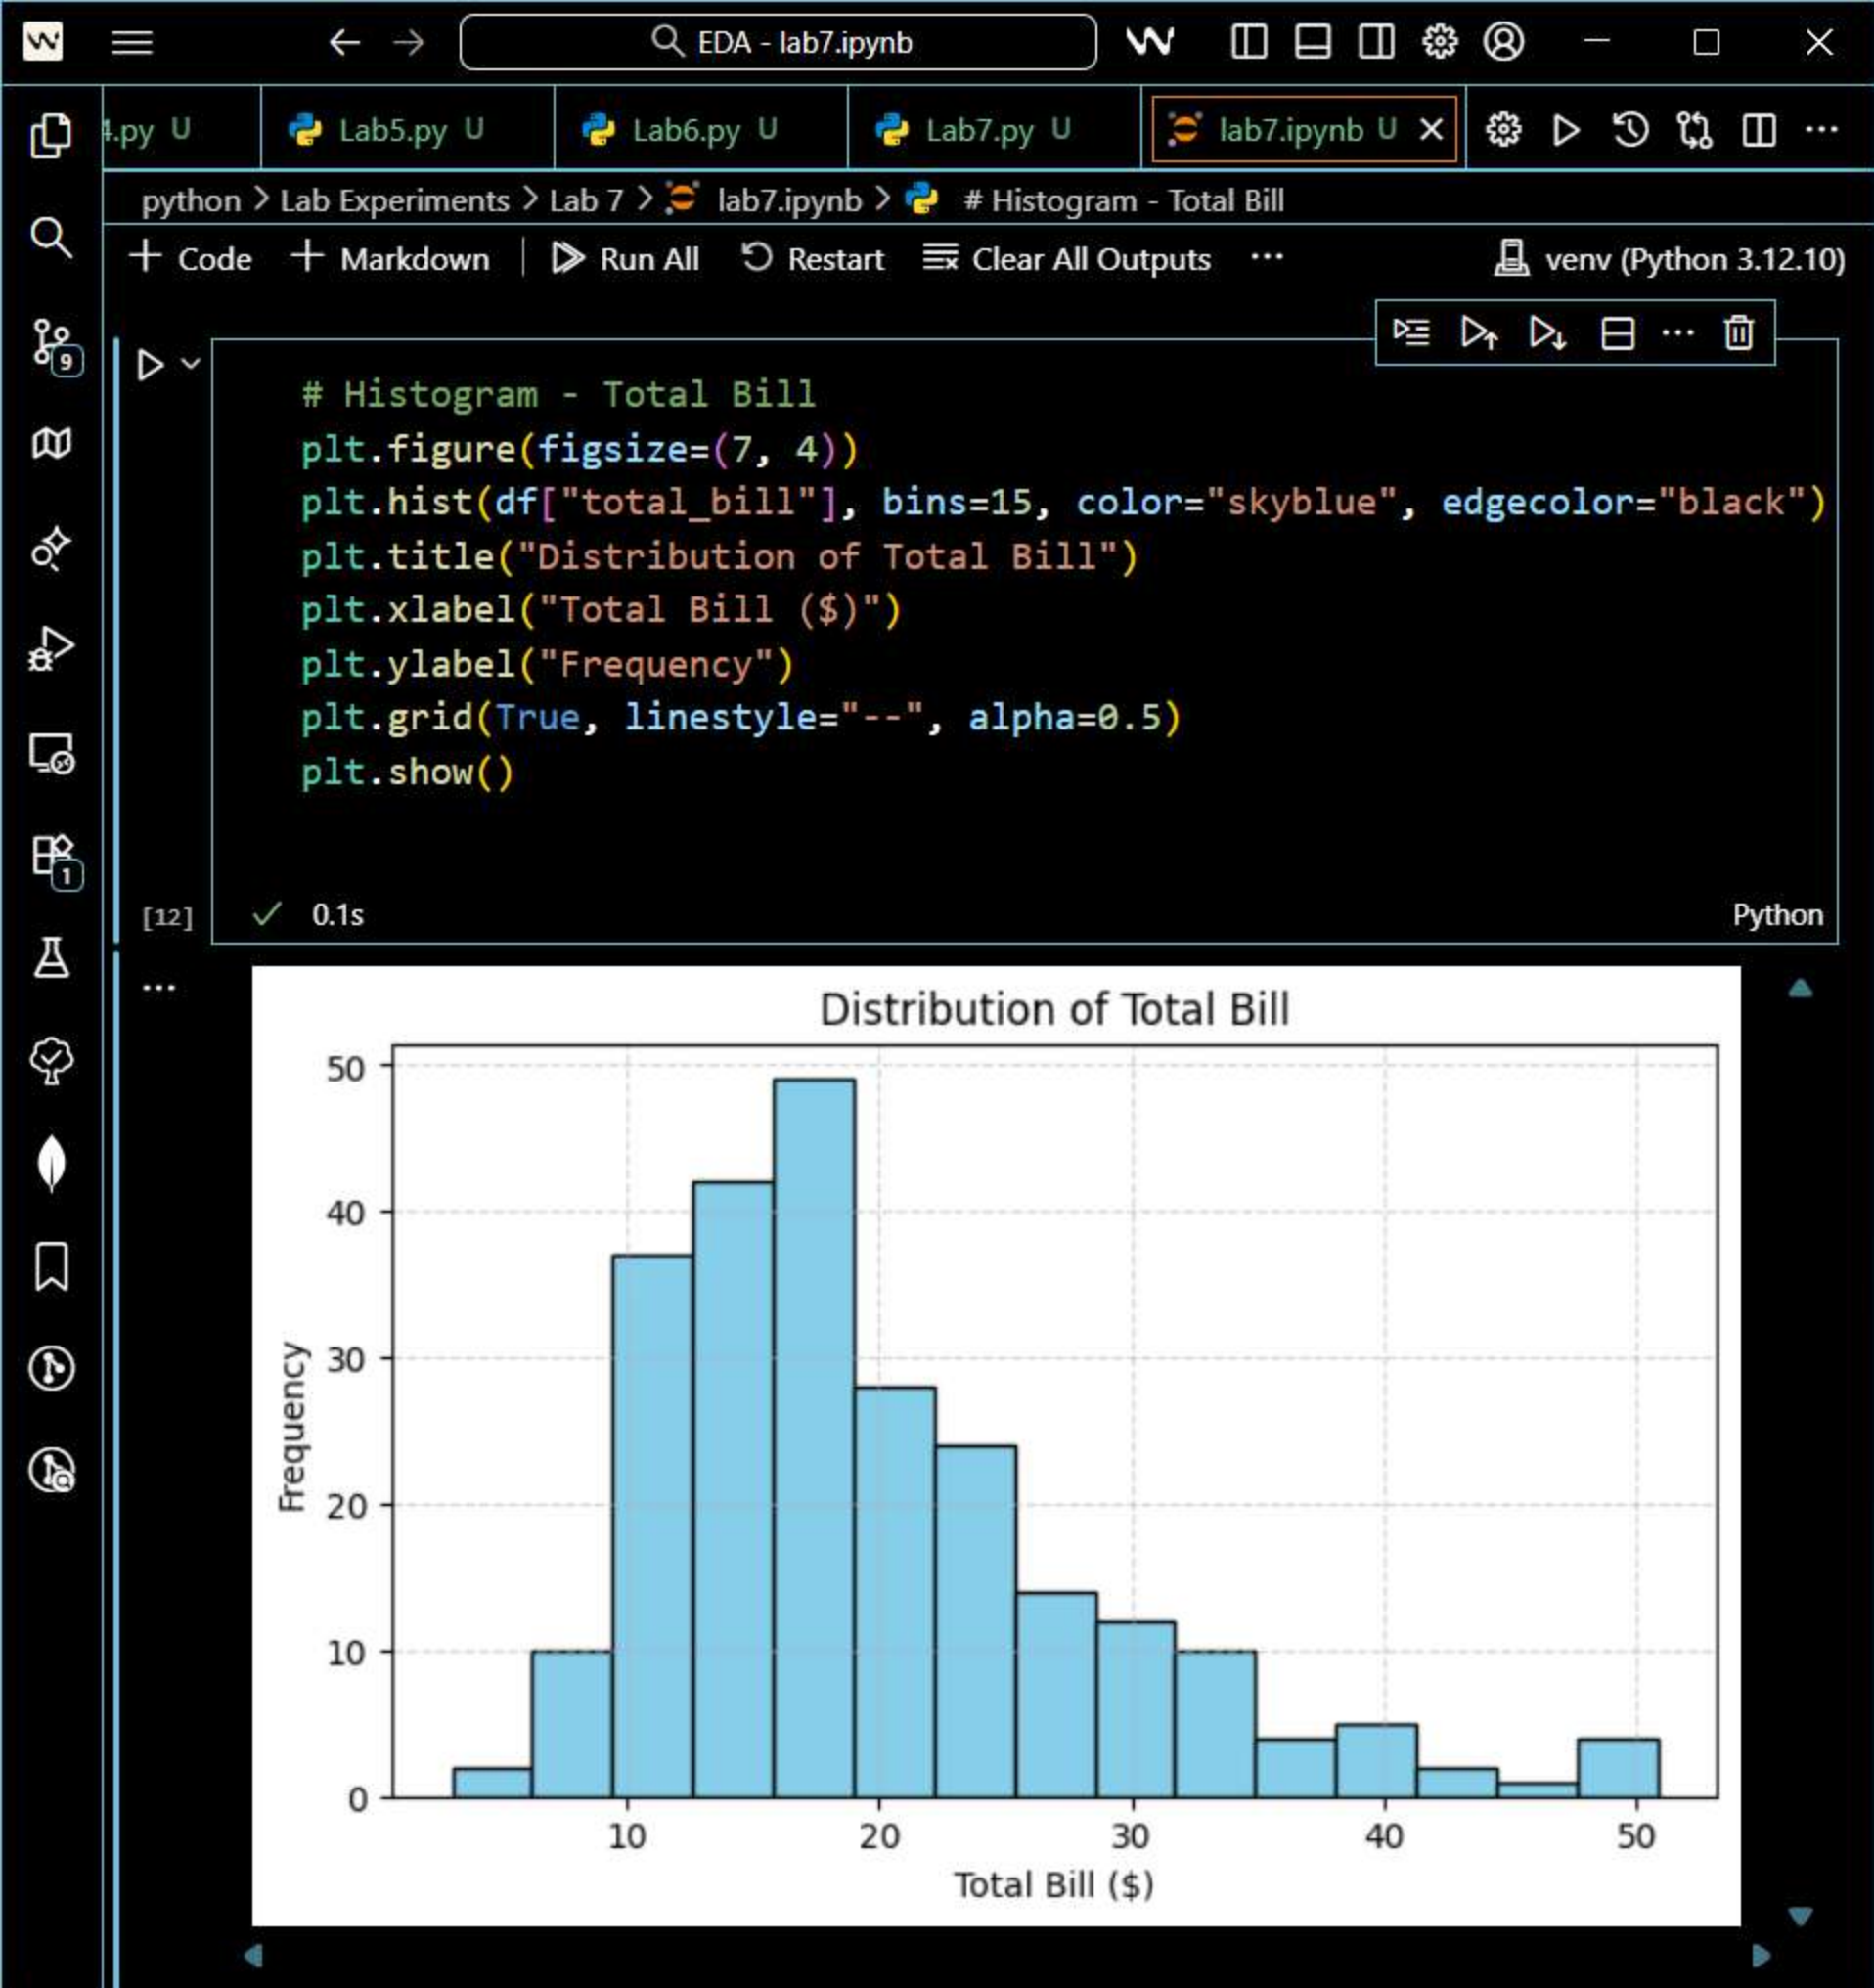 EDA - lab7.ipynb
4.py U Lab5.py U Lab6.py U Lab7.py U lab7.ipynb U
python > Lab Experiments > Lab 7 > lab7.ipynb > # Histogram - Total Bill
Code Markdown Run All Restart Clear All Outputs ... venv (Python 3.12.10)
9
1
# Histogram - Total Bill
plt.figure(figsize=(7, 4))
plt.hist(df["total_bill"], bins=15, color="skyblue", edgecolor="black")
plt.title("Distribution of Total Bill")
plt.xlabel("Total Bill ($)")
plt.ylabel("Frequency")
plt.grid(True, linestyle="--", alpha=0.5)
plt.show()
[12] 0.1s Python
Distribution of Total Bill
50
40
30
20
10
0
Frequency
10 20 30 40 50
Total Bill ($)